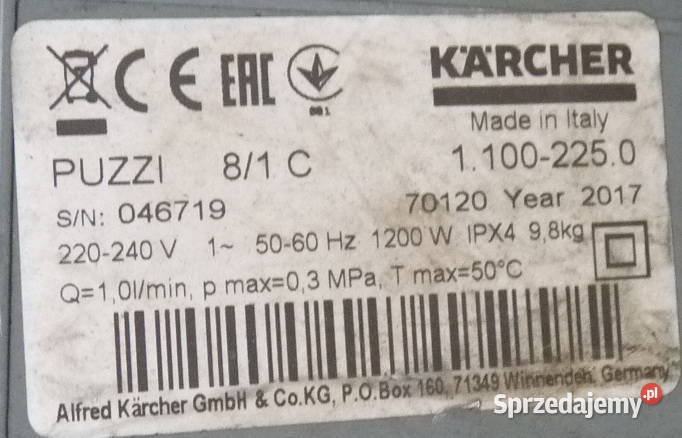 CE EAC
001
KÄRCHER
Made in Italy
PUZZI 8/1 C 1.100-225.0
S/N: 046719 70120 Year 2017
220-240 V 1~ 50-60 Hz 1200 W IPX4 9,8kg
Q=1,0l/min, p max=0,3 MPa, T max=50°C
Alfred Kärcher GmbH & Co.KG, P.O.Box 160, 71349 Winnenden, Germany
Sprzedajemy.pl